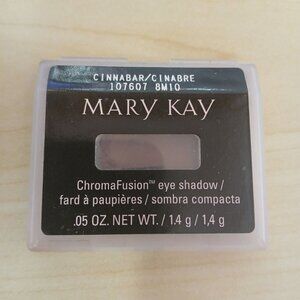 CINNABAR/CINABRE
107607 8M10
MARY KAY
ChromaFusion™ eye shadow /
fard à paupières / sombra compacta
.05 OZ. NET WT. / 1.4 g / 1,4 g